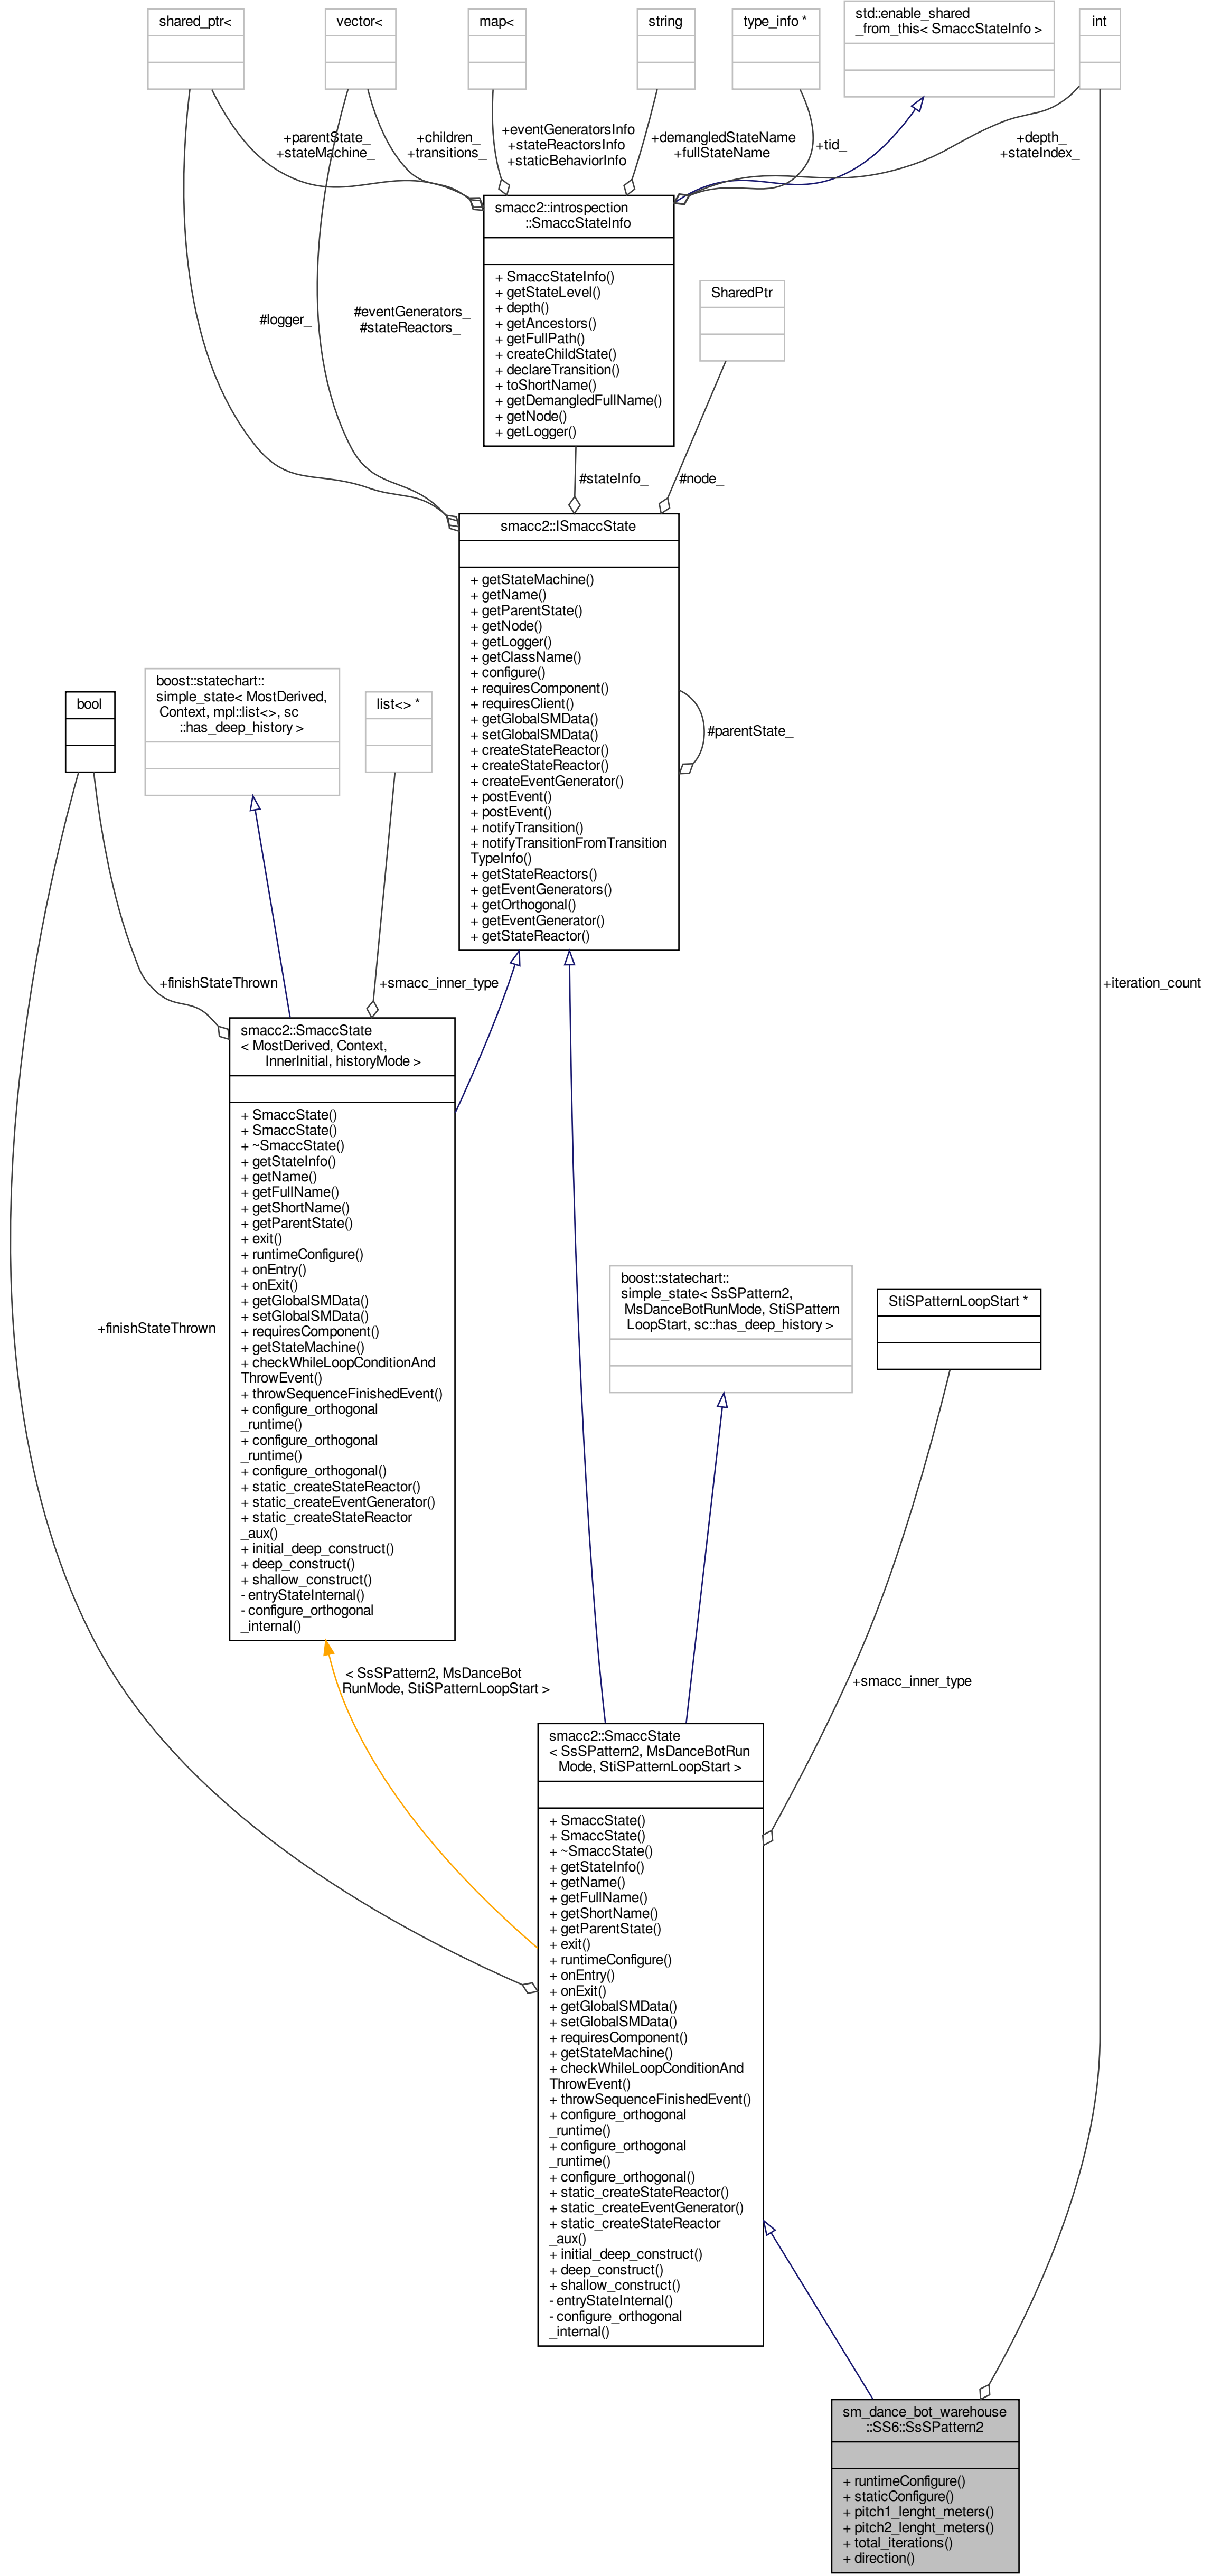 shared_ptr<
vector<
map<
string
type_info *
std::enable_shared
_from_this< SmaccStateInfo >
int
+parentState_
+stateMachine_
+children_
+transitions_
+eventGeneratorsInfo
+stateReactorsInfo
+staticBehaviorInfo
+demangledStateName
+fullStateName
+tid_
+depth_
+stateIndex_
smacc2::introspection
::SmaccStateInfo
+ SmaccStateInfo()
+ getStateLevel()
+ depth()
+ getAncestors()
+ getFullPath()
+ createChildState()
+ declareTransition()
+ toShortName()
+ getDemangledFullName()
+ getNode()
+ getLogger()
SharedPtr
#logger_
#eventGenerators_
#stateReactors_
#stateInfo_
#node_
smacc2::ISmaccState
+ getStateMachine()
+ getName()
+ getParentState()
+ getNode()
+ getLogger()
+ getClassName()
+ configure()
+ requiresComponent()
+ requiresClient()
+ getGlobalSMData()
+ setGlobalSMData()
+ createStateReactor()
+ createStateReactor()
+ createEventGenerator()
+ postEvent()
+ postEvent()
+ notifyTransition()
+ notifyTransitionFromTransition
TypeInfo()
+ getStateReactors()
+ getEventGenerators()
+ getOrthogonal()
+ getEventGenerator()
+ getStateReactor()
#parentState_
bool
boost::statechart::
simple_state< MostDerived,
Context, mpl::list<>, sc
::has_deep_history >
list<> *
+finishStateThrown
+smacc_inner_type
+iteration_count
smacc2::SmaccState
< MostDerived, Context,
InnerInitial, historyMode >
+ SmaccState()
+ SmaccState()
+ ~SmaccState()
+ getStateInfo()
+ getName()
+ getFullName()
+ getShortName()
+ getParentState()
+ exit()
+ runtimeConfigure()
+ onEntry()
+ onExit()
+ getGlobalSMData()
+ setGlobalSMData()
+ requiresComponent()
+ getStateMachine()
+ checkWhileLoopConditionAnd
ThrowEvent()
+ throwSequenceFinishedEvent()
+ configure_orthogonal
_runtime()
+ configure_orthogonal
_runtime()
+ configure_orthogonal()
+ static_createStateReactor()
+ static_createEventGenerator()
+ static_createStateReactor
_aux()
+ initial_deep_construct()
+ deep_construct()
+ shallow_construct()
- entryStateInternal()
- configure_orthogonal
_internal()
+finishStateThrown
boost::statechart::
simple_state< SsSPattern2,
MsDanceBotRunMode, StiSPattern
LoopStart, sc::has_deep_history >
StiSPatternLoopStart *
< SsSPattern2, MsDanceBot
RunMode, StiSPatternLoopStart >
+smacc_inner_type
smacc2::SmaccState
< SsSPattern2, MsDanceBotRun
Mode, StiSPatternLoopStart >
+ SmaccState()
+ SmaccState()
+ ~SmaccState()
+ getStateInfo()
+ getName()
+ getFullName()
+ getShortName()
+ getParentState()
+ exit()
+ runtimeConfigure()
+ onEntry()
+ onExit()
+ getGlobalSMData()
+ setGlobalSMData()
+ requiresComponent()
+ getStateMachine()
+ checkWhileLoopConditionAnd
ThrowEvent()
+ throwSequenceFinishedEvent()
+ configure_orthogonal
_runtime()
+ configure_orthogonal
_runtime()
+ configure_orthogonal()
+ static_createStateReactor()
+ static_createEventGenerator()
+ static_createStateReactor
_aux()
+ initial_deep_construct()
+ deep_construct()
+ shallow_construct()
- entryStateInternal()
- configure_orthogonal
_internal()
sm_dance_bot_warehouse
::SS6::SsSPattern2
+ runtimeConfigure()
+ staticConfigure()
+ pitch1_lenght_meters()
+ pitch2_lenght_meters()
+ total_iterations()
+ direction()